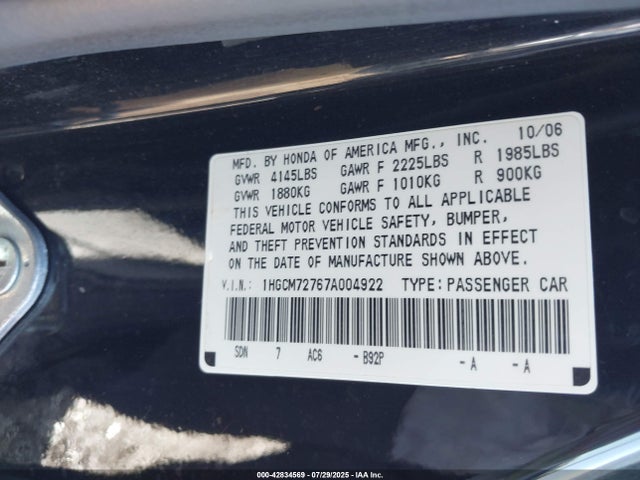 MFD. BY HONDA OF AMERICA MFG., INC. 10/06
GVWR 4145LBS GAWR F 2225LBS R 1985LBS
GVWR 1880KG GAWR F 1010KG R 900KG
THIS VEHICLE CONFORMS TO ALL APPLICABLE
FEDERAL MOTOR VEHICLE SAFETY, BUMPER,
AND THEFT PREVENTION STANDARDS IN EFFECT
ON THE DATE OF MANUFACTURE SHOWN ABOVE.
V.I.N.: 1HGCM72767A004922 TYPE: PASSENGER CAR
SDN 7 AC6 - B92P - A - A
000-42834569 07/29/2025 IAA Inc.